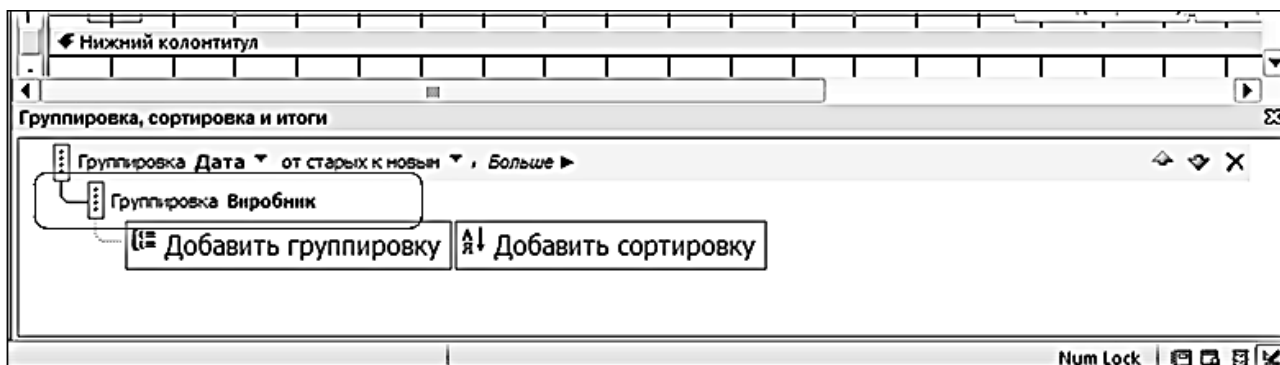 Нижний колонтитул
Группировка, сортировка и итоги
Группировка Дата от старых к новым , Больше
Группировка Виробник
Добавить группировку Добавить сортировку
Num Lock